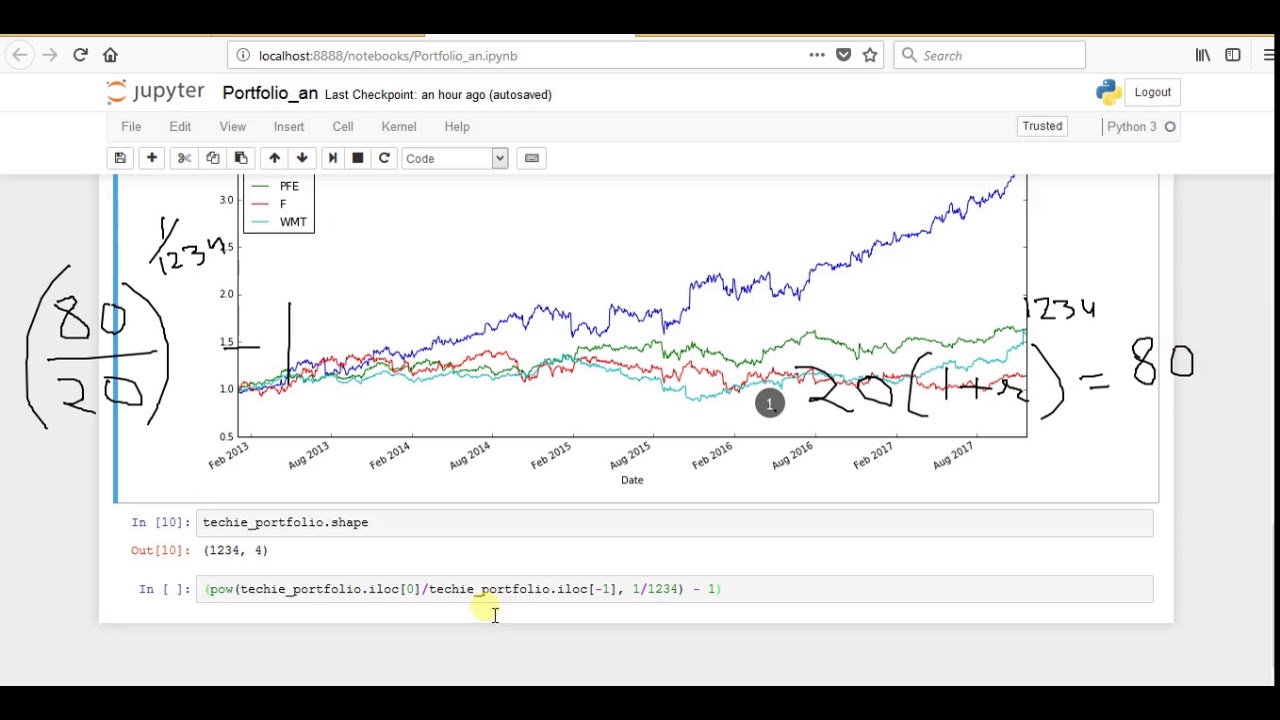 localhost:8888/notebooks/Portfolio_an.ipynb
Search
jupyter Portfolio_an Last Checkpoint: an hour ago (autosaved)
Logout
File Edit View Insert Cell Kernel Help
Trusted
Python 3
Code
PFE
F
WMT
3.0
2.5
2.0
1.5
1.0
0.5
Feb 2013 Aug 2013 Feb 2014 Aug 2014 Feb 2015 Aug 2015 Feb 2016 Aug 2016 Feb 2017 Aug 2017
Date
(80/20)
1/1234
- 1
1234
20(1+r) = 80
1
In [10]: techie_portfolio.shape
Out[10]: (1234, 4)
In [ ]: (pow(techie_portfolio.iloc[0]/techie_portfolio.iloc[-1], 1/1234) - 1)